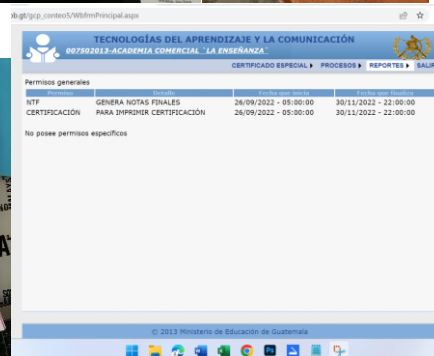 ob.gt/gcp_conteo5/WbfrmPrincipal.aspx
TECNOLOGÍAS DEL APRENDIZAJE Y LA COMUNICACIÓN
007502013-ACADEMIA COMERCIAL `LA ENSEÑANZA`
CERTIFICADO ESPECIAL PROCESOS REPORTES SALIR
Permisos generales
Permiso Detalle Fecha que inicia Fecha que finaliza
NTF GENERA NOTAS FINALES 26/09/2022 - 05:00:00 30/11/2022 - 22:00:00
CERTIFICACIÓN PARA IMPRIMIR CERTIFICACIÓN 26/09/2022 - 05:00:00 30/11/2022 - 22:00:00
No posee permisos específicos
© 2013 Ministerio de Educación de Guatemala